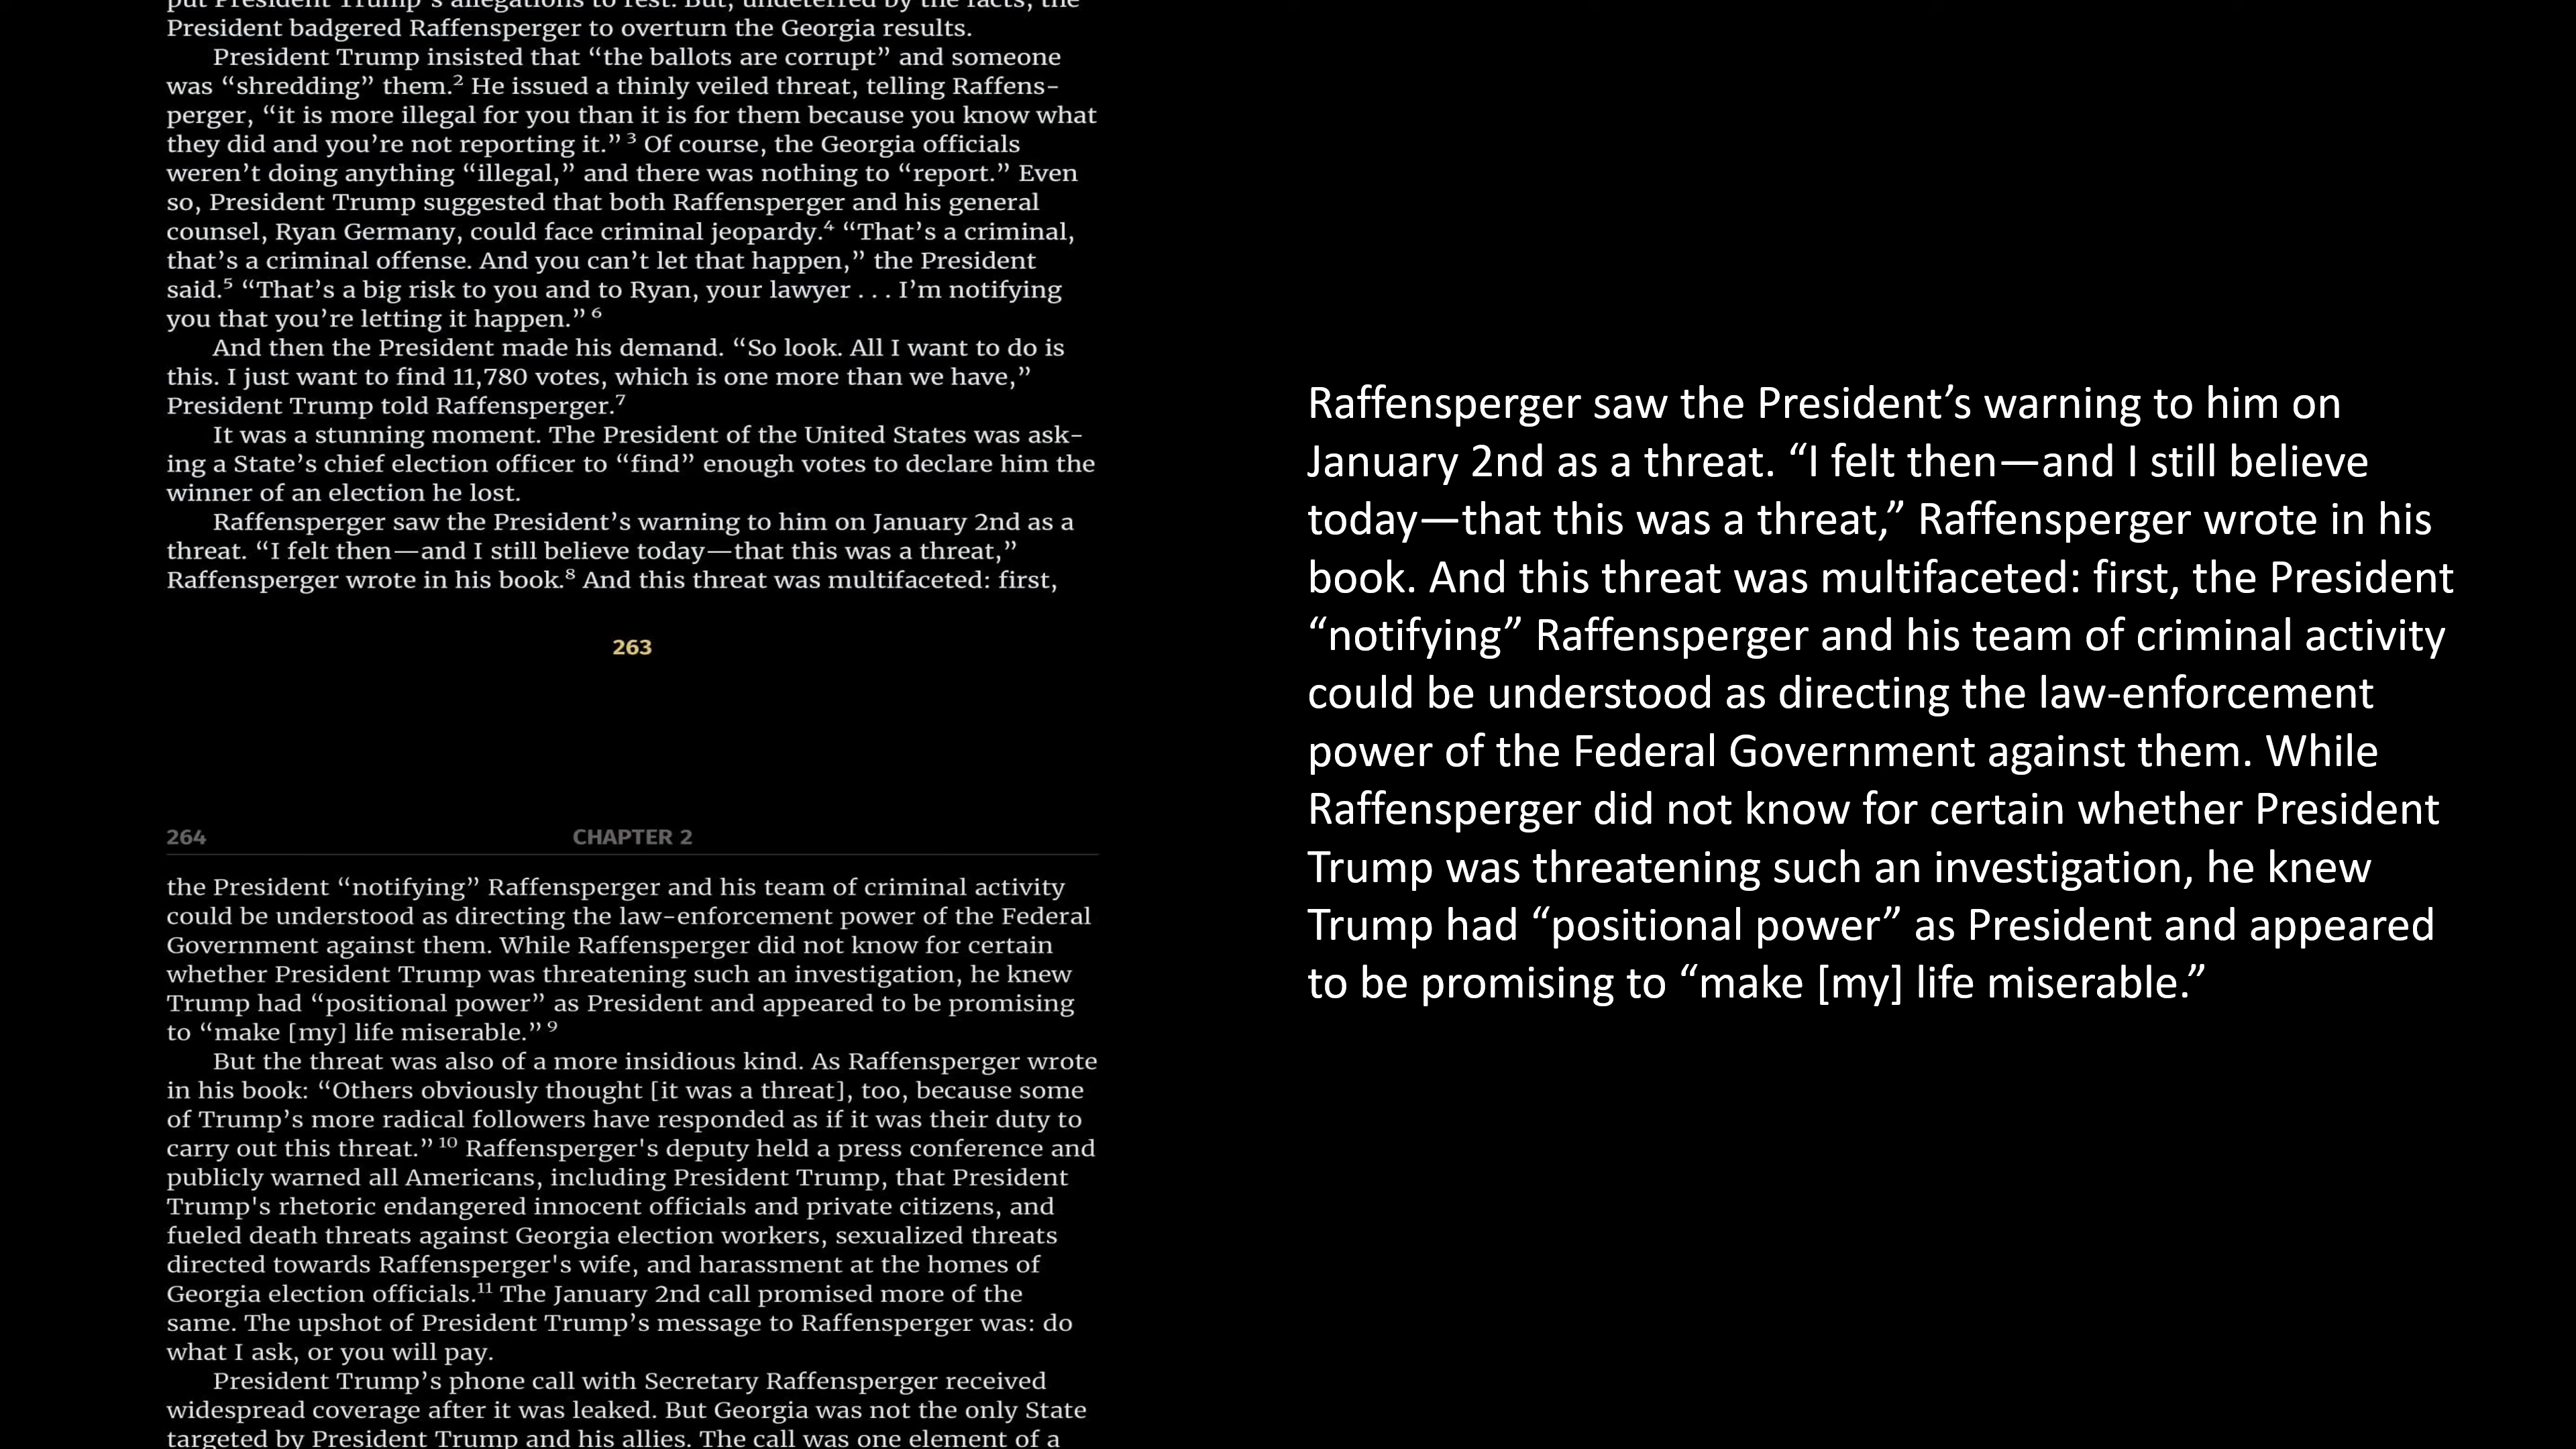 put President Trump's allegations to rest. But, undeterred by the facts, the
President badgered Raffensperger to overturn the Georgia results.
President Trump insisted that “the ballots are corrupt” and someone
was “shredding” them.² He issued a thinly veiled threat, telling Raffens-
perger, “it is more illegal for you than it is for them because you know what
they did and you’re not reporting it.” ³ Of course, the Georgia officials
weren’t doing anything “illegal,” and there was nothing to “report.” Even
so, President Trump suggested that both Raffensperger and his general
counsel, Ryan Germany, could face criminal jeopardy.⁴ “That’s a criminal,
that’s a criminal offense. And you can’t let that happen,” the President
said.⁵ “That’s a big risk to you and to Ryan, your lawyer . . . I’m notifying
you that you’re letting it happen.” ⁶
And then the President made his demand. “So look. All I want to do is
this. I just want to find 11,780 votes, which is one more than we have,”
President Trump told Raffensperger.⁷
It was a stunning moment. The President of the United States was ask-
ing a State’s chief election officer to “find” enough votes to declare him the
winner of an election he lost.
Raffensperger saw the President’s warning to him on January 2nd as a
threat. “I felt then—and I still believe today—that this was a threat,”
Raffensperger wrote in his book.⁸ And this threat was multifaceted: first,
263
264 CHAPTER 2
the President “notifying” Raffensperger and his team of criminal activity
could be understood as directing the law-enforcement power of the Federal
Government against them. While Raffensperger did not know for certain
whether President Trump was threatening such an investigation, he knew
Trump had “positional power” as President and appeared to be promising
to “make [my] life miserable.” ⁹
But the threat was also of a more insidious kind. As Raffensperger wrote
in his book: “Others obviously thought [it was a threat], too, because some
of Trump’s more radical followers have responded as if it was their duty to
carry out this threat.” ¹⁰ Raffensperger's deputy held a press conference and
publicly warned all Americans, including President Trump, that President
Trump's rhetoric endangered innocent officials and private citizens, and
fueled death threats against Georgia election workers, sexualized threats
directed towards Raffensperger's wife, and harassment at the homes of
Georgia election officials.¹¹ The January 2nd call promised more of the
same. The upshot of President Trump’s message to Raffensperger was: do
what I ask, or you will pay.
President Trump’s phone call with Secretary Raffensperger received
widespread coverage after it was leaked. But Georgia was not the only State
targeted by President Trump and his allies. The call was one element of a
Raffensperger saw the President’s warning to him on
January 2nd as a threat. “I felt then—and I still believe
today—that this was a threat,” Raffensperger wrote in his
book. And this threat was multifaceted: first, the President
“notifying” Raffensperger and his team of criminal activity
could be understood as directing the law-enforcement
power of the Federal Government against them. While
Raffensperger did not know for certain whether President
Trump was threatening such an investigation, he knew
Trump had “positional power” as President and appeared
to be promising to “make [my] life miserable.”